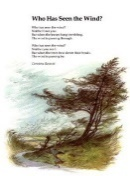 Who Has Seen the Wind?
Who has seen the wind?
Neither I nor you:
But when the leaves hang trembling,
The wind is passing through.
Who has seen the wind?
Neither you nor I:
But when the trees bow down their heads,
The wind is passing by.
Christina Rossetti